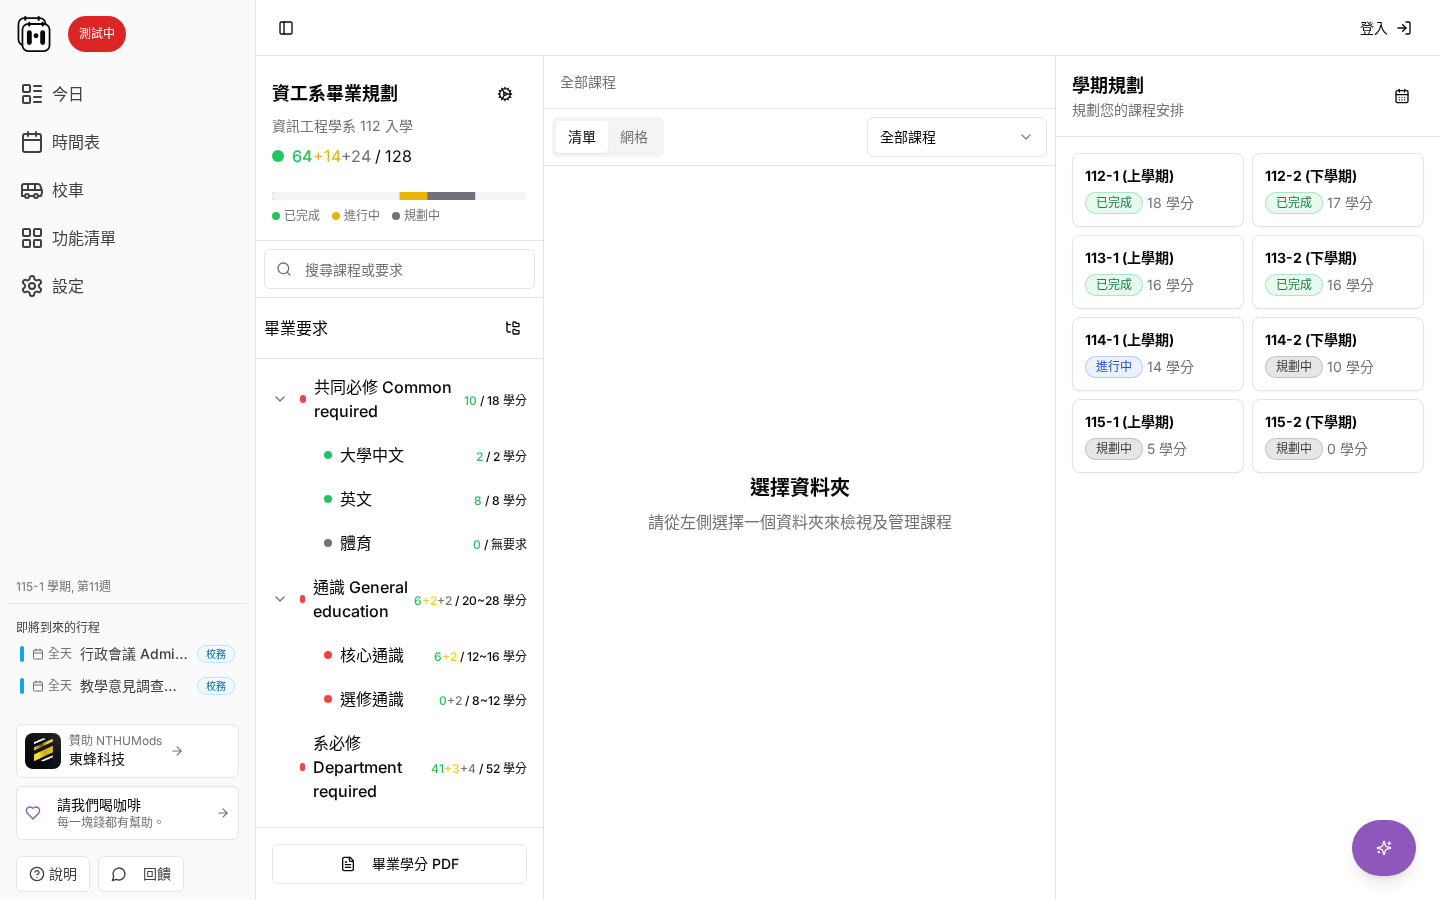 測試中
今日
時間表
校車
功能清單
設定
115-1 學期, 第11週
即將到來的行程
全天 行政會議 Admi... 校務
全天 教學意見調查... 校務
贊助 NTHUMods
東蜂科技
請我們喝咖啡
每一塊錢都有幫助。
說明
回饋
登入
資工系畢業規劃
資訊工程學系 112 入學
64+14+24 / 128
已完成 進行中 規劃中
搜尋課程或要求
畢業要求
共同必修 Common
required
10 / 18 學分
大學中文 2 / 2 學分
英文 8 / 8 學分
體育 0 / 無要求
通識 General
education
6+2+2 / 20~28 學分
核心通識 6+2 / 12~16 學分
選修通識 0+2 / 8~12 學分
系必修
Department
required
41+3+4 / 52 學分
畢業學分 PDF
全部課程
清單 網格
全部課程
選擇資料夾
請從左側選擇一個資料夾來檢視及管理課程
學期規劃
規劃您的課程安排
112-1 (上學期)
已完成 18 學分
112-2 (下學期)
已完成 17 學分
113-1 (上學期)
已完成 16 學分
113-2 (下學期)
已完成 16 學分
114-1 (上學期)
進行中 14 學分
114-2 (下學期)
規劃中 10 學分
115-1 (上學期)
規劃中 5 學分
115-2 (下學期)
規劃中 0 學分